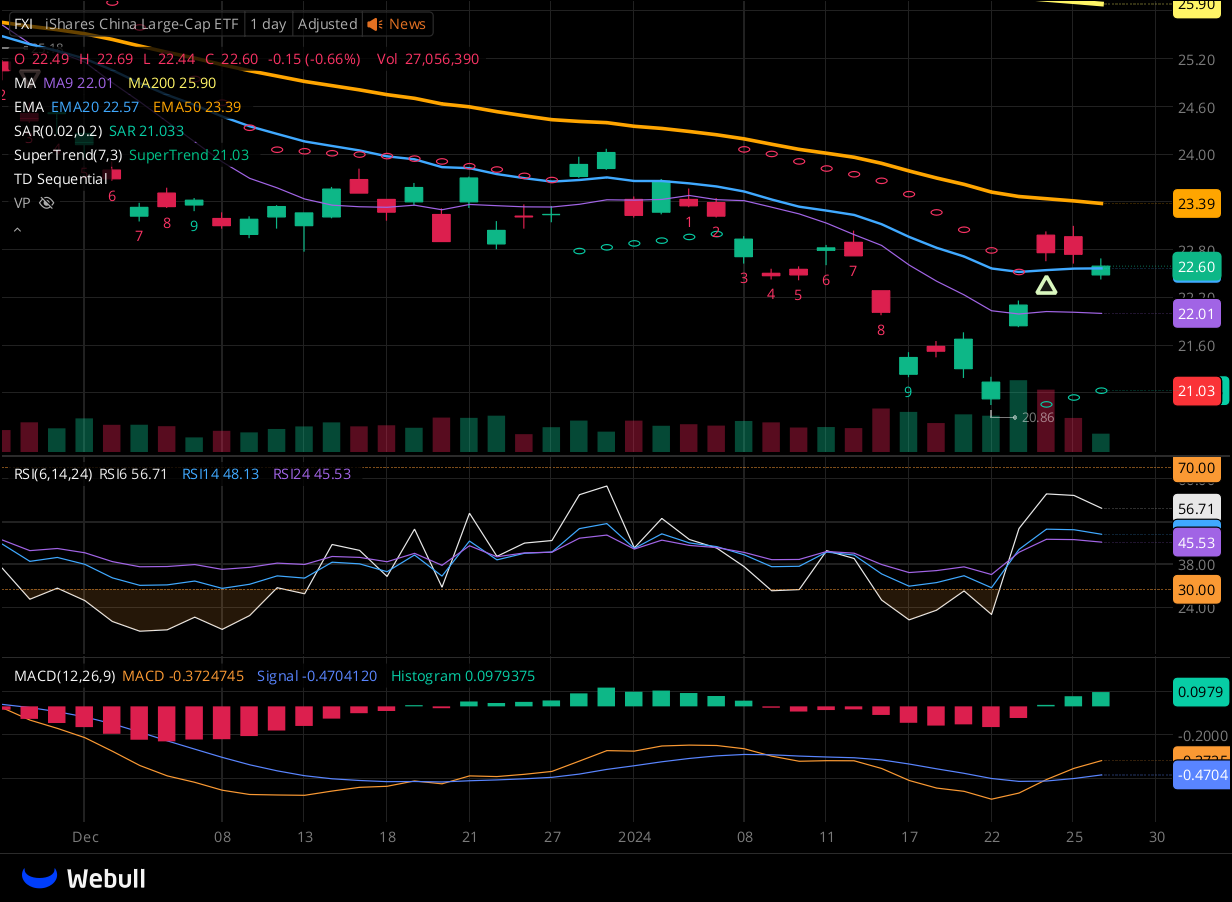 FXI iShares China Large-Cap ETF 1 day Adjusted News
25.90
O 22.49 H 22.69 L 22.44 C 22.60 -0.15 (-0.66%) Vol 27,056,390
25.20
MA MA9 22.01 MA200 25.90
EMA EMA20 22.57 EMA50 23.39
24.60
SAR(0.02,0.2) SAR 21.033
SuperTrend(7,3) SuperTrend 21.03
24.00
TD Sequential
VP
6 7 8 9
1 2 3 4 5 6 7 8 9
23.39
22.80
22.60
22.20
22.01
21.60
21.03
20.86
RSI(6,14,24) RSI6 56.71 RSI14 48.13 RSI24 45.53
70.00
56.71
45.53
38.00
30.00
24.00
MACD(12,26,9) MACD -0.3724745 Signal -0.4704120 Histogram 0.0979375
0.0979
-0.2000
-0.4704
Dec 08 13 18 21 27 2024 08 11 17 22 25 30
Webull